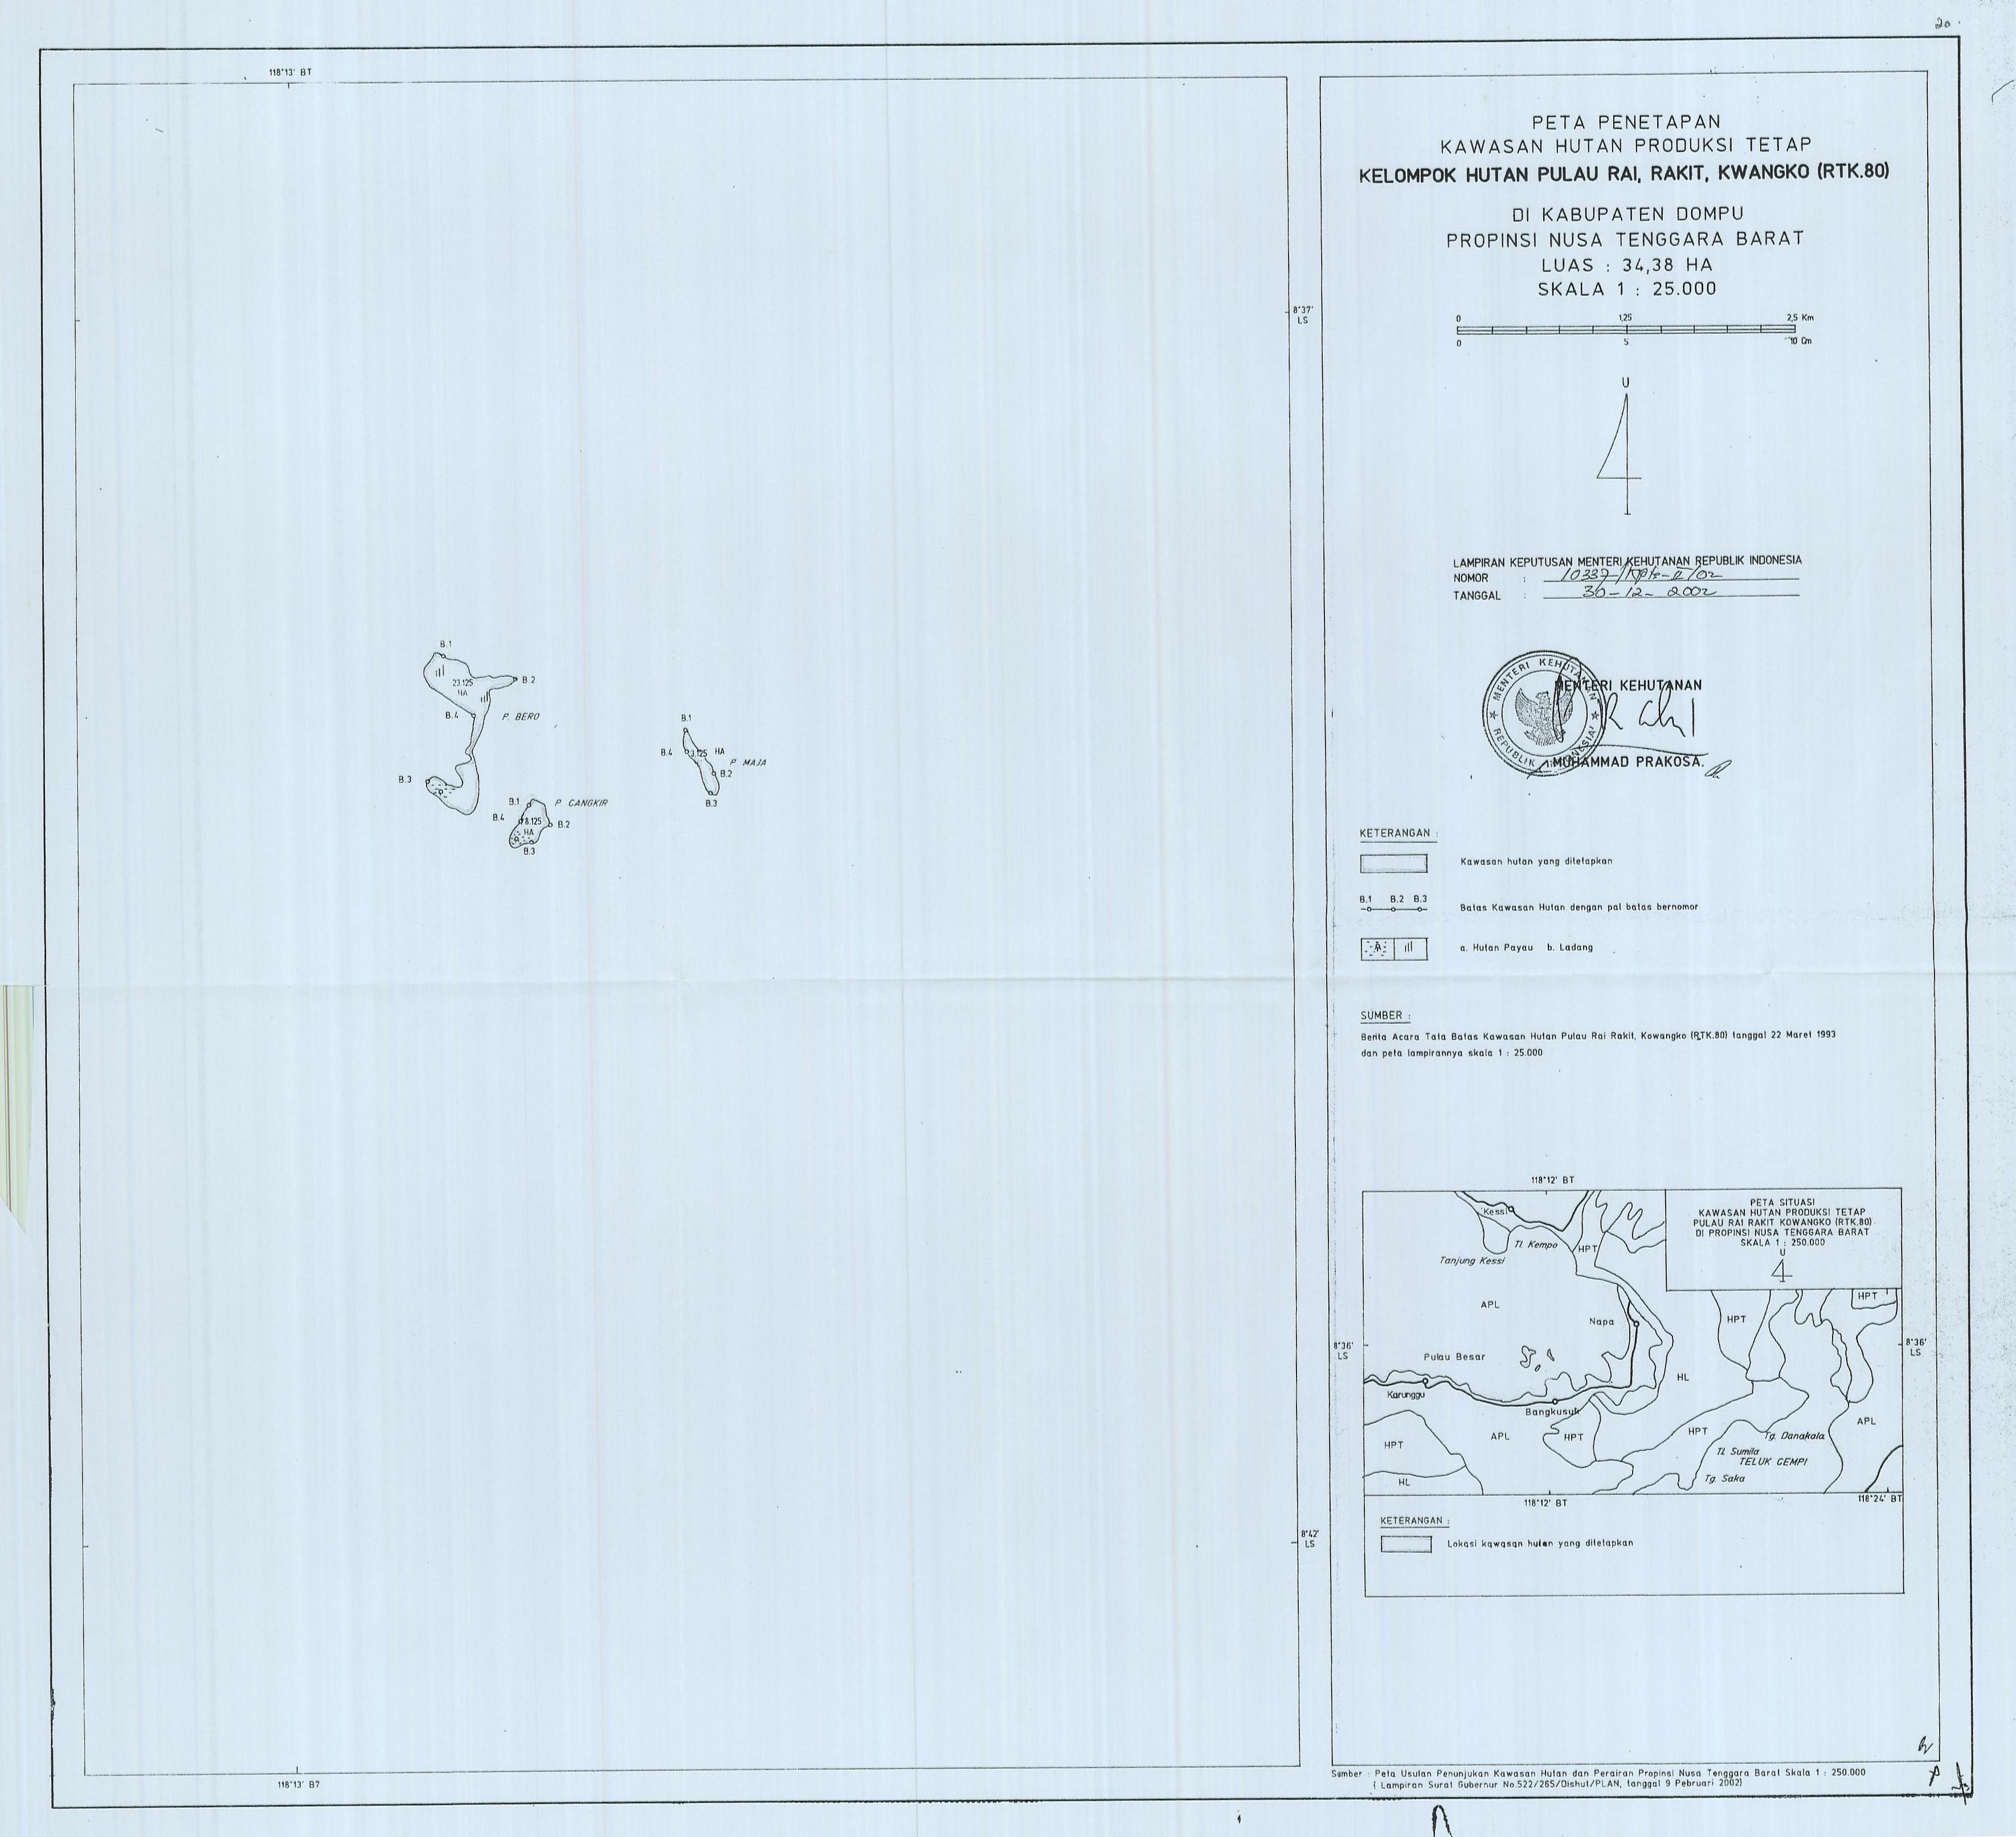 20
118°13' BT
8°37'
LS
B.1
23.125
HA
B.2
B.4
P. BERO
B.3
B.1
B.4
3.125 HA
P. MAJA
B.2
B.3
B.1
P. CANGKIR
B.4
8.125
HA
B.2
B.3
8°42'
LS
118°13' B7
PETA PENETAPAN
KAWASAN HUTAN PRODUKSI TETAP
KELOMPOK HUTAN PULAU RAI, RAKIT, KWANGKO (RTK.80)
DI KABUPATEN DOMPU
PROPINSI NUSA TENGGARA BARAT
LUAS : 34,38 HA
SKALA 1 : 25.000
0 1,25 2,5 Km
0 5 10 Cm
U
LAMPIRAN KEPUTUSAN MENTERI KEHUTANAN REPUBLIK INDONESIA
NOMOR : 10337/Kpts-II/02
TANGGAL : 30-12-2002
MENTERI KEHUTANAN
REPUBLIK INDONESIA
MENTERI KEHUTANAN
MUHAMMAD PRAKOSA.
KETERANGAN :
Kawasan hutan yang ditetapkan
B.1 B.2 B.3
Batas Kawasan Hutan dengan pal batas bernomor
a. Hutan Payau b. Ladang
SUMBER :
Berita Acara Tata Batas Kawasan Hutan Pulau Rai Rakit, Kowangko (RTK.80) tanggal 22 Maret 1993
dan peta lampirannya skala 1 : 25.000
118°12' BT
PETA SITUASI
KAWASAN HUTAN PRODUKSI TETAP
PULAU RAI RAKIT KOWANGKO (RTK.80)
DI PROPINSI NUSA TENGGARA BARAT
SKALA 1 : 250.000
U
Kessi
Tl. Kempo
HPT
Tanjung Kessi
APL
HPT
HPT
Napa
8°36'
LS
8°36'
LS
Pulau Besar
HL
Karunggu
Bangkusuk
APL
HPT
APL
HPT
HPT
Tg. Danakala
Tl. Sumila
TELUK CEMPI
Tg. Saka
HL
118°12' BT
118°24' BT
KETERANGAN :
Lokasi kawasan hutan yang ditetapkan
Sumber : Peta Usulan Penunjukan Kawasan Hutan dan Perairan Propinsi Nusa Tenggara Barat Skala 1 : 250.000
( Lampiran Surat Gubernur No.522/265/Dishut/PLAN, tanggal 9 Pebruari 2002)